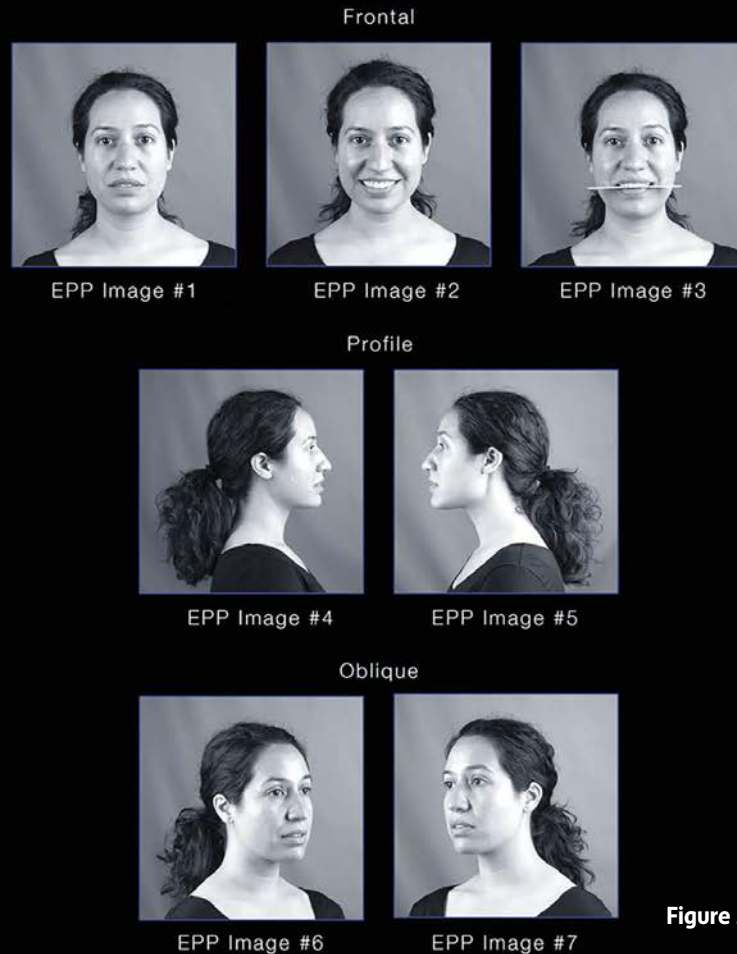 Frontal
EPP Image #1 EPP Image #2 EPP Image #3
Profile
EPP Image #4 EPP Image #5
Oblique
EPP Image #6 EPP Image #7
Figure